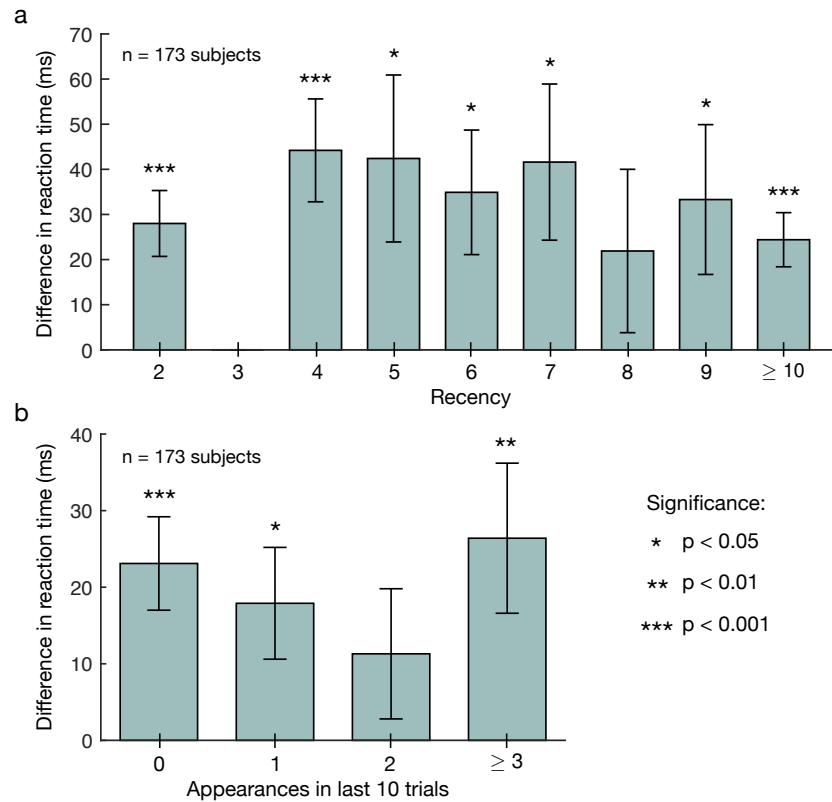 a
Difference in reaction time (ms)
70
60
50
40
30
20
10
0
n = 173 subjects
***
***
*
*
*
*
***
2 3 4 5 6 7 8 9 ≥ 10
Recency
b
Difference in reaction time (ms)
40
30
20
10
0
n = 173 subjects
***
*
**
0 1 2 ≥ 3
Appearances in last 10 trials
Significance:
* p < 0.05
** p < 0.01
*** p < 0.001